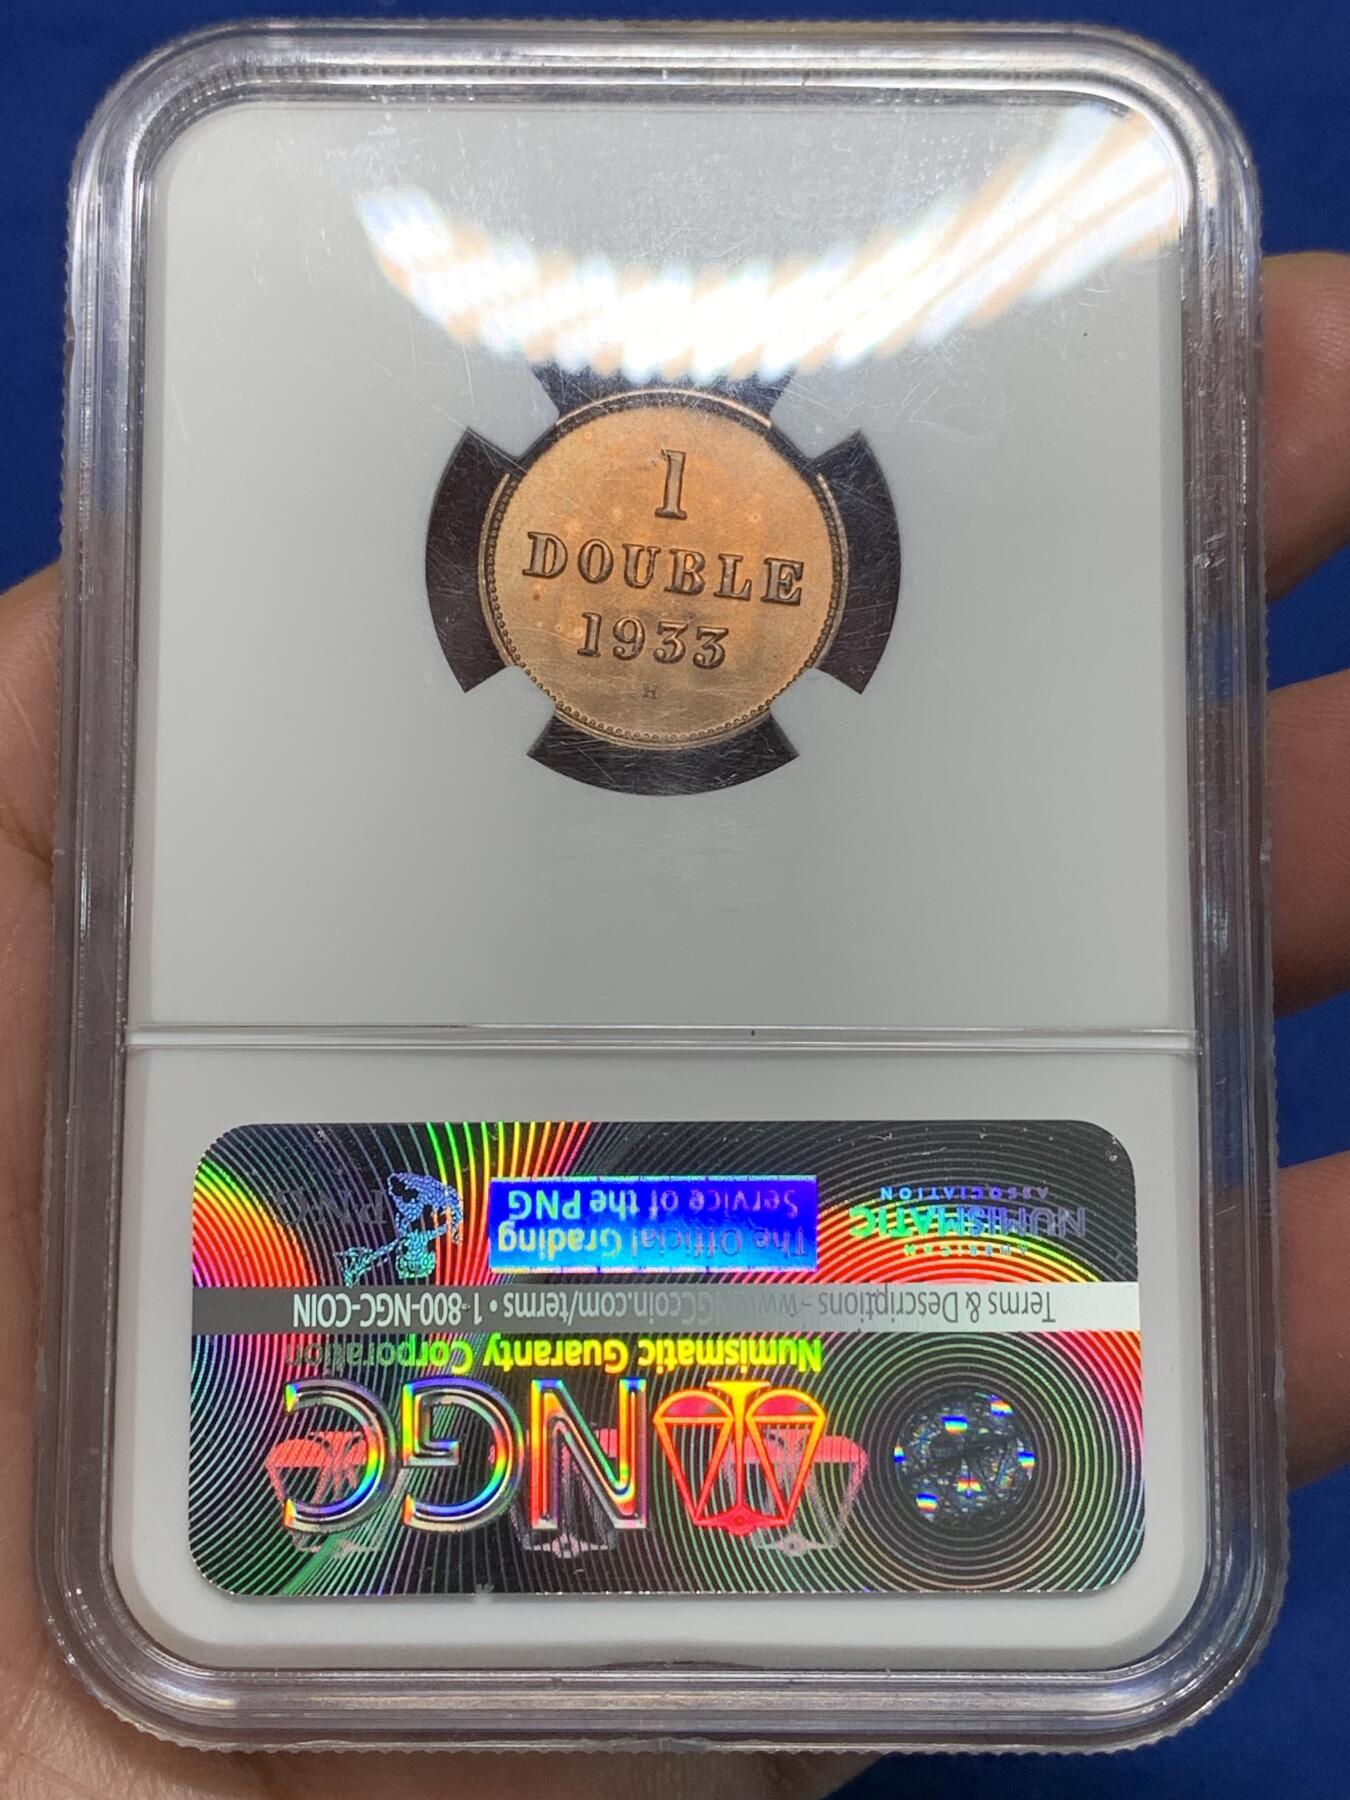 1
DOUBLE
1933
H
NGC
Numismatic Guaranty Corporation
Terms & Descriptions - www.NGCcoin.com/terms • 1-800-NGC-COIN
AMERICAN
NUMISMATIC
ASSOCIATION
The Official Grading
Service of the PNG
PNG